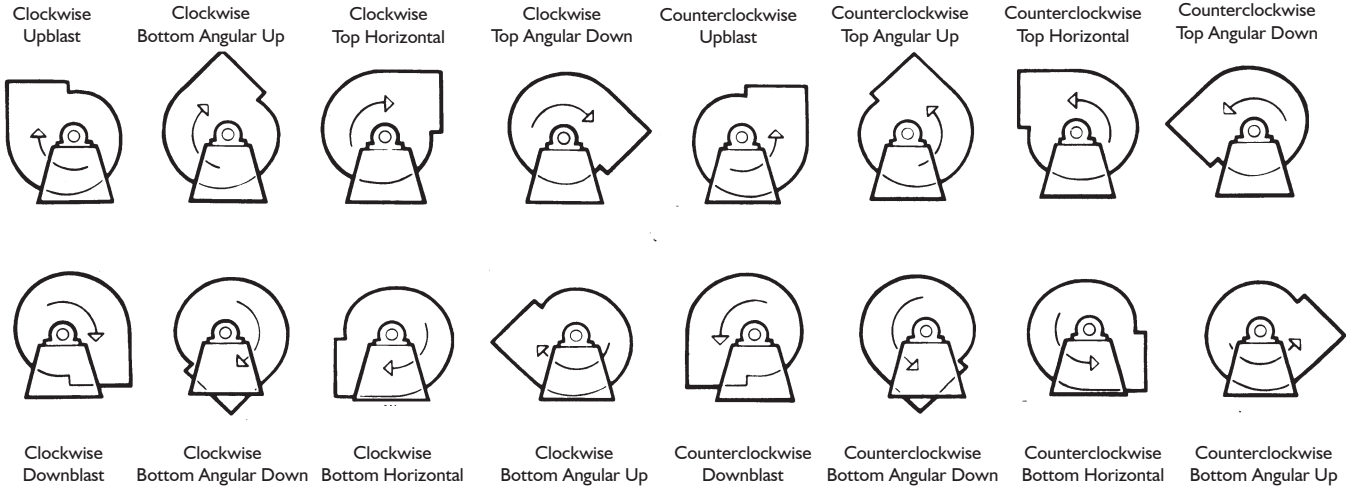 Clockwise
Upblast
Clockwise
Bottom Angular Up
Clockwise
Top Horizontal
Clockwise
Top Angular Down
Counterclockwise
Upblast
Counterclockwise
Top Angular Up
Counterclockwise
Top Horizontal
Counterclockwise
Top Angular Down
Clockwise
Downblast
Clockwise
Bottom Angular Down
Clockwise
Bottom Horizontal
Clockwise
Bottom Angular Up
Counterclockwise
Downblast
Counterclockwise
Bottom Angular Down
Counterclockwise
Bottom Horizontal
Counterclockwise
Bottom Angular Up